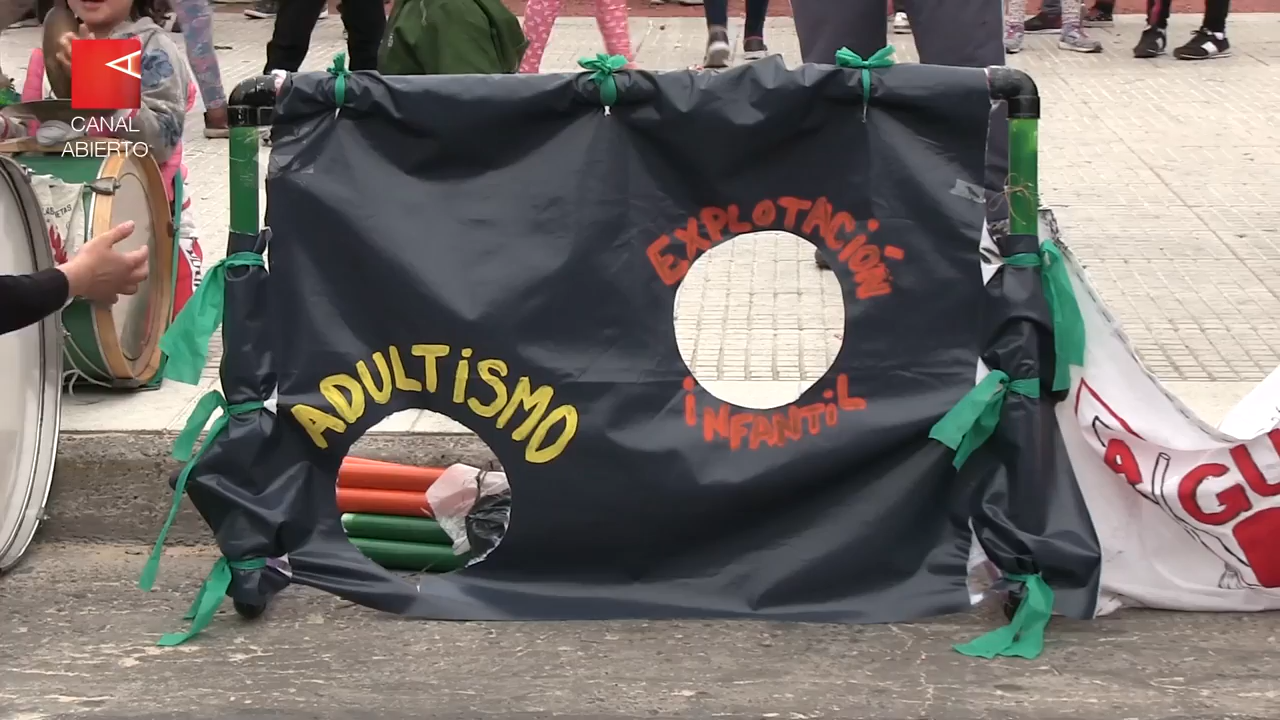 CANAL
ABIERTO
EXPLOTACIÓN
iNFANTiL
ADULTiSMO
A
GU